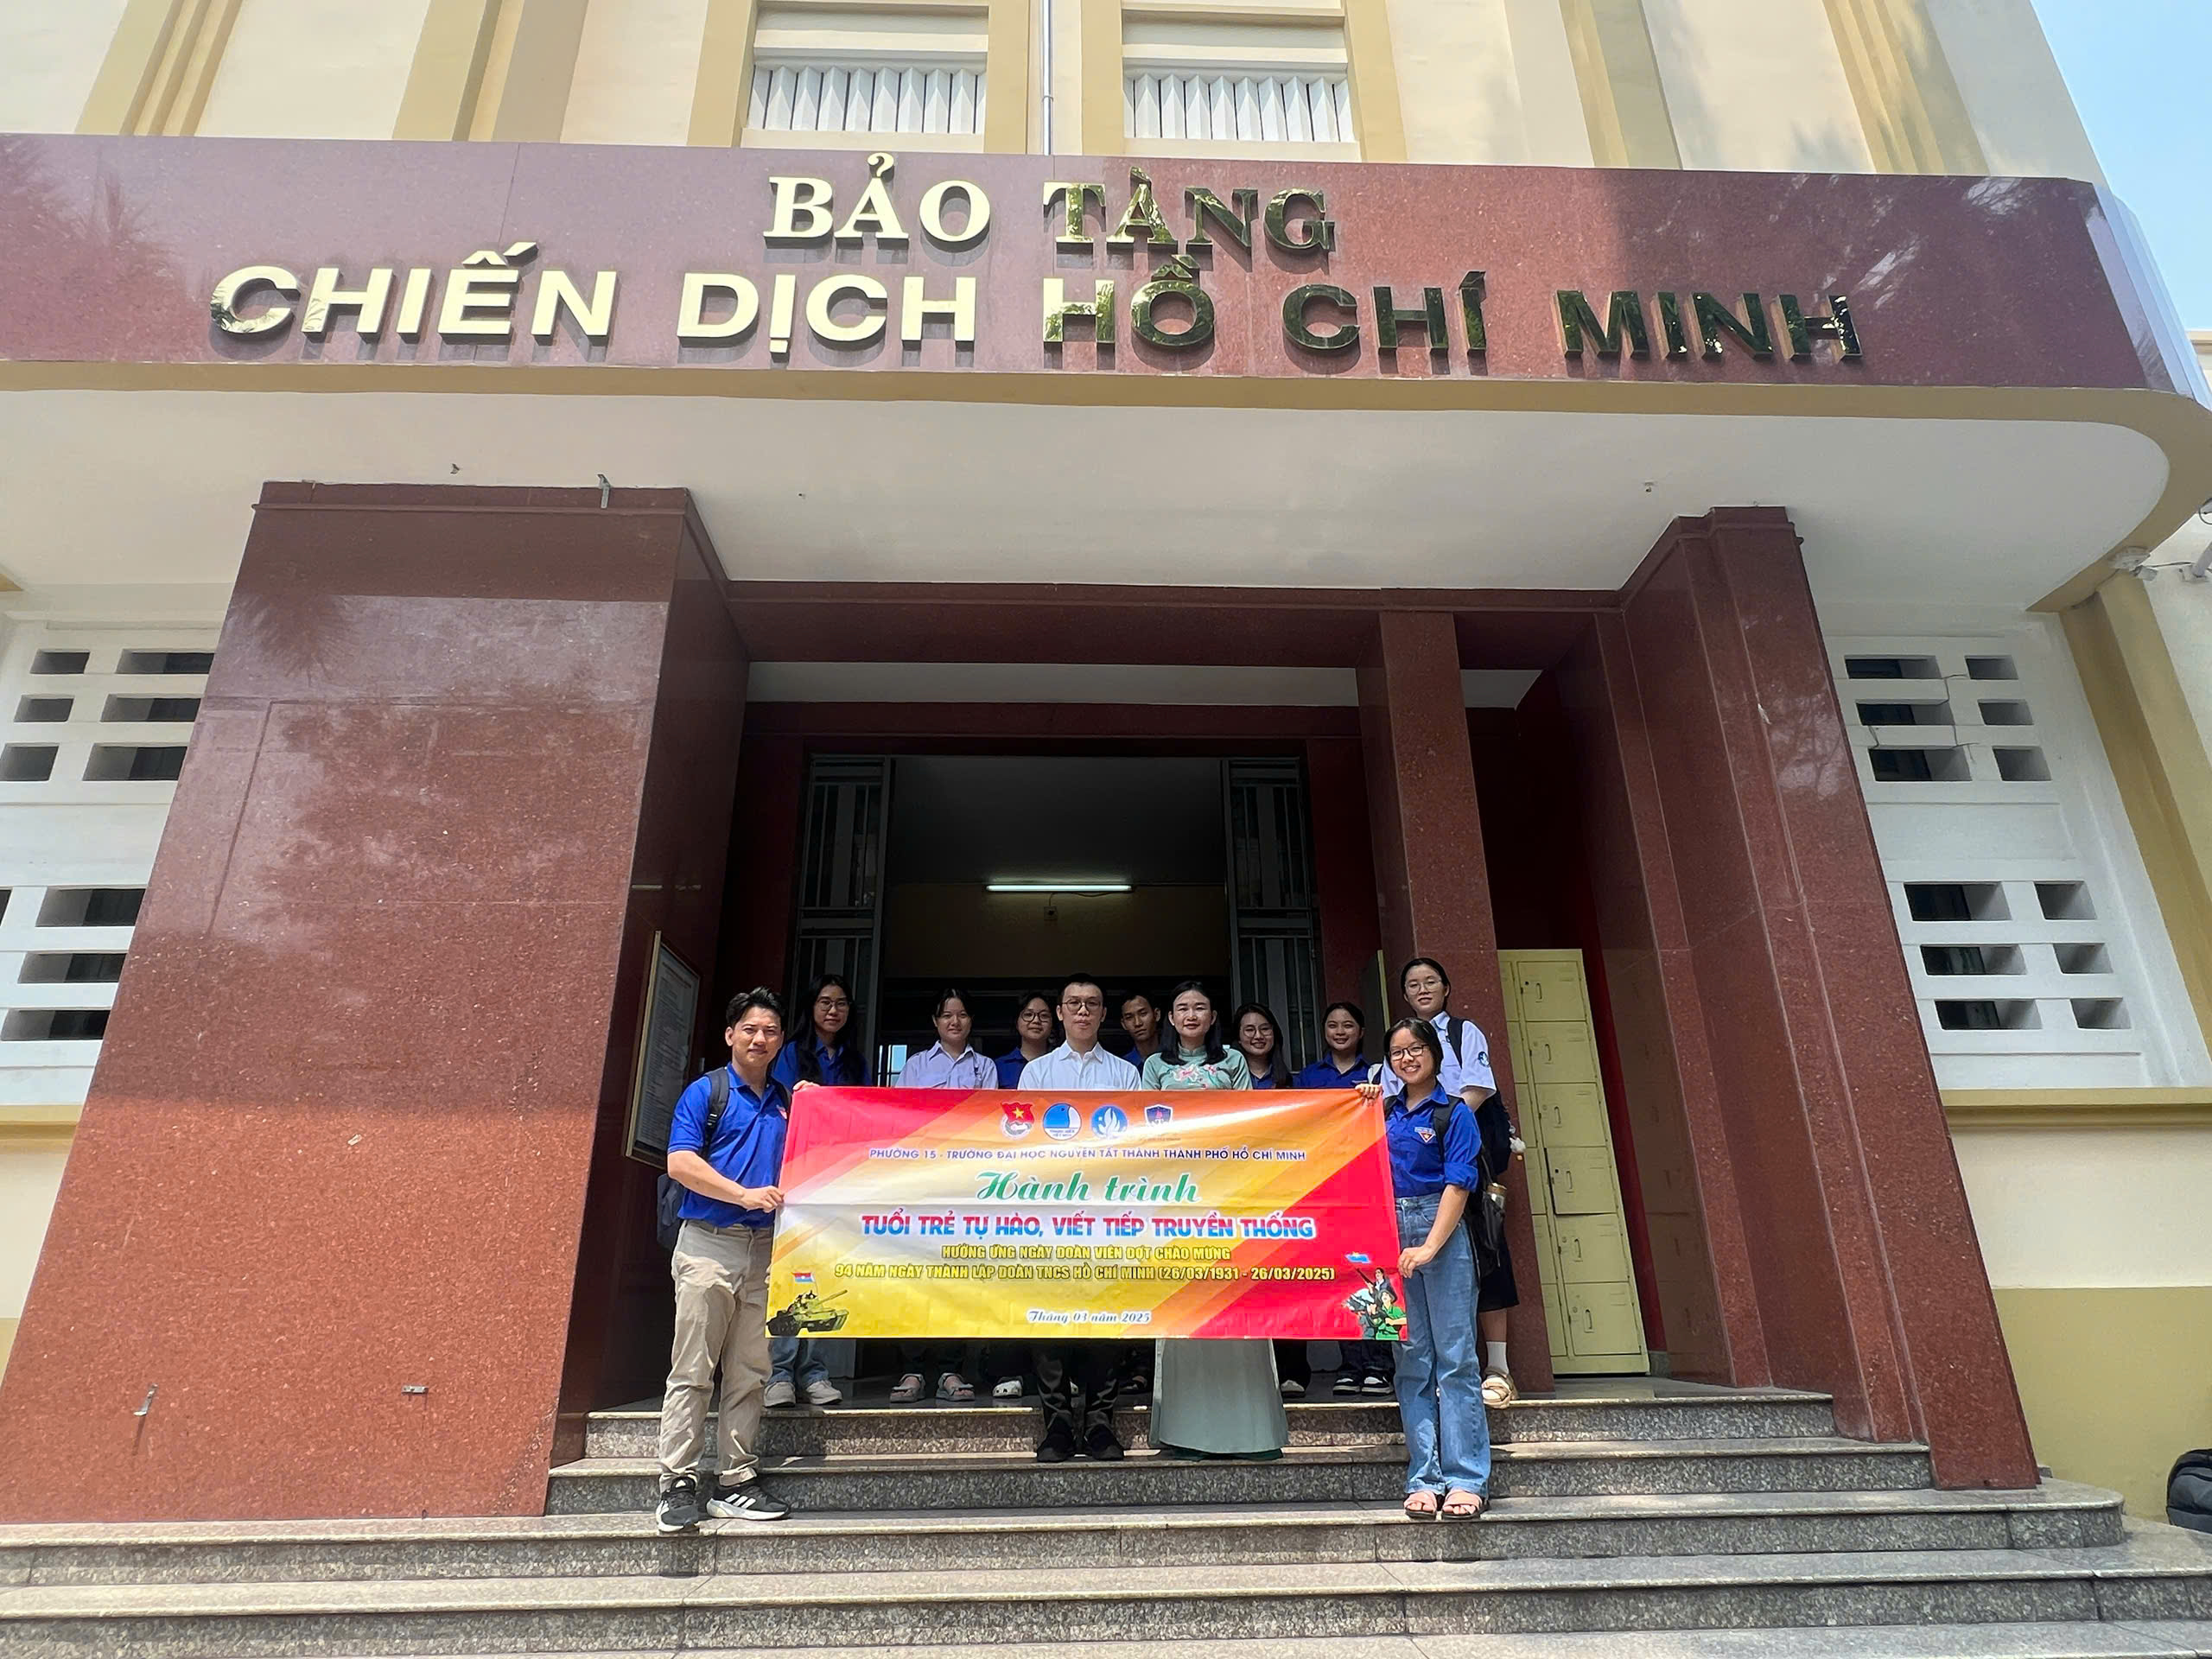 BẢO TÀNG
CHIẾN DỊCH HỒ CHÍ MINH
PHƯỜNG 15 - TRƯỜNG ĐẠI HỌC NGUYỄN TẤT THÀNH THÀNH PHỐ HỒ CHÍ MINH
Hành trình
TUỔI TRẺ TỰ HÀO, VIẾT TIẾP TRUYỀN THỐNG
HƯỞNG ỨNG NGÀY ĐOÀN VIÊN ĐỢT CHÀO MỪNG
94 NĂM NGÀY THÀNH LẬP ĐOÀN TNCS HỒ CHÍ MINH (26/03/1931 - 26/03/2025)
Tháng 03 năm 2025